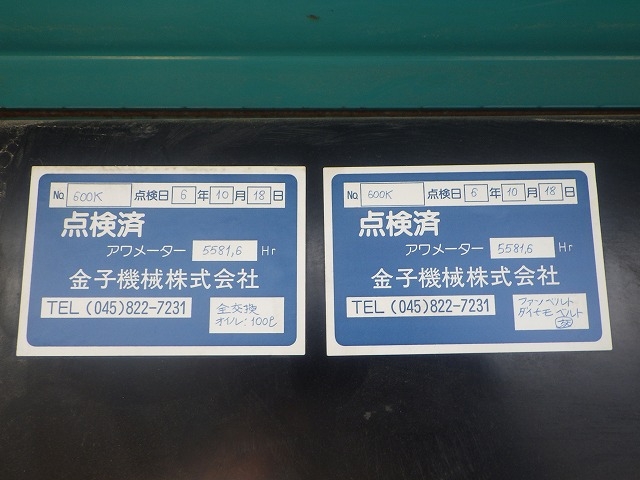 No. 600K 点検日 6 年 10 月 18 日
点検済
アワメーター 5581,6 Hr
金子機械株式会社
TEL (045)822-7231
全交換
オイル:100ℓ
No. 600K 点検日 6 年 10 月 18 日
点検済
アワメーター 5581,6 Hr
金子機械株式会社
TEL (045)822-7231
ファンベルト
ダイナモベルト